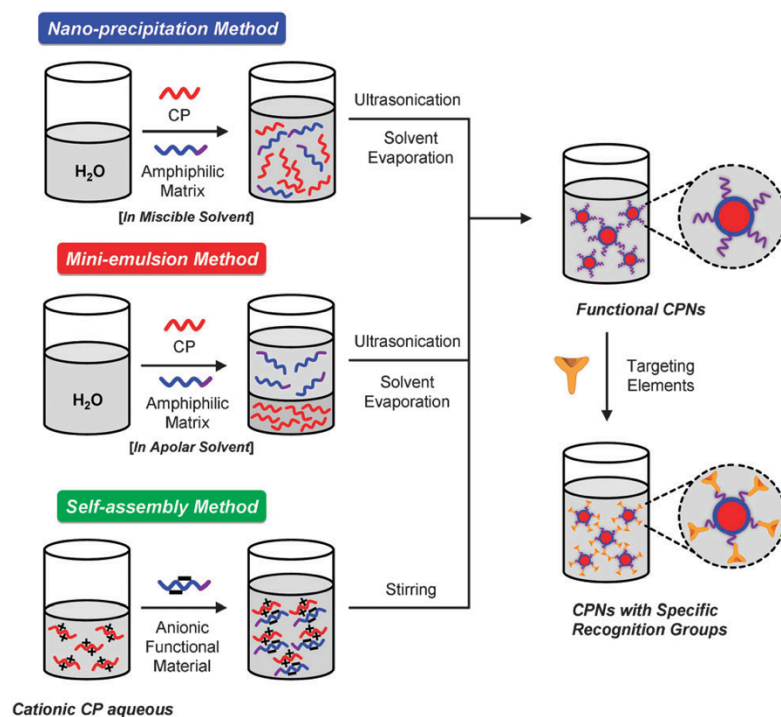 Nano-precipitation Method
H2O
CP
Amphiphilic
Matrix
[In Miscible Solvent]
Ultrasonication
Solvent
Evaporation
Mini-emulsion Method
H2O
CP
Amphiphilic
Matrix
[In Apolar Solvent]
Ultrasonication
Solvent
Evaporation
Self-assembly Method
Anionic
Functional
Material
Stirring
Cationic CP aqueous
Functional CPNs
Targeting
Elements
CPNs with Specific
Recognition Groups